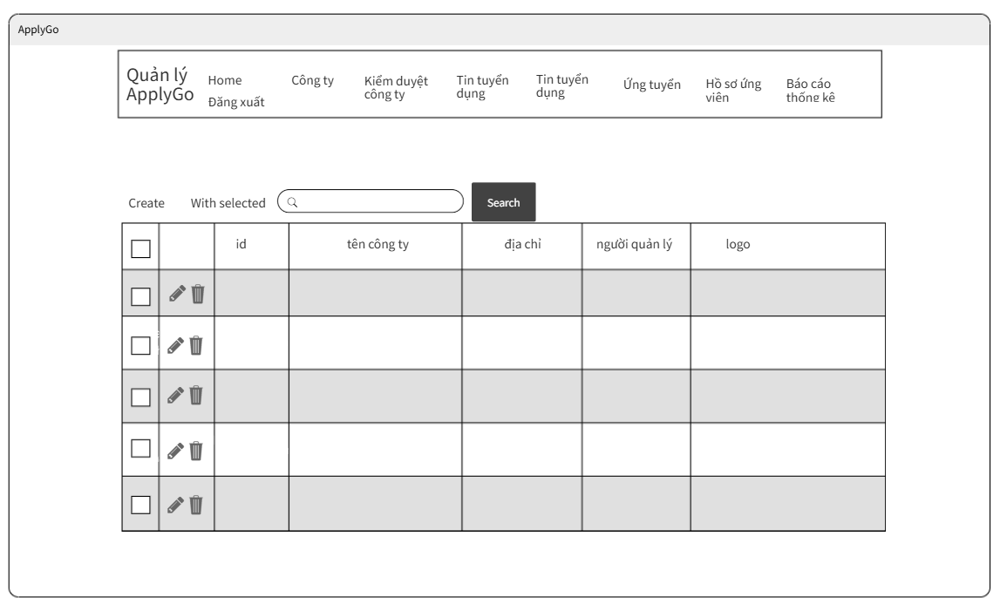 ApplyGo
Quản lý
ApplyGo
Home
Đăng xuất
Công ty
Kiểm duyệt
công ty
Tin tuyển
dụng
Tin tuyển
dụng
Ứng tuyển
Hồ sơ ứng
viên
Báo cáo
thống kê
Create
With selected
Search
id
tên công ty
địa chỉ
người quản lý
logo